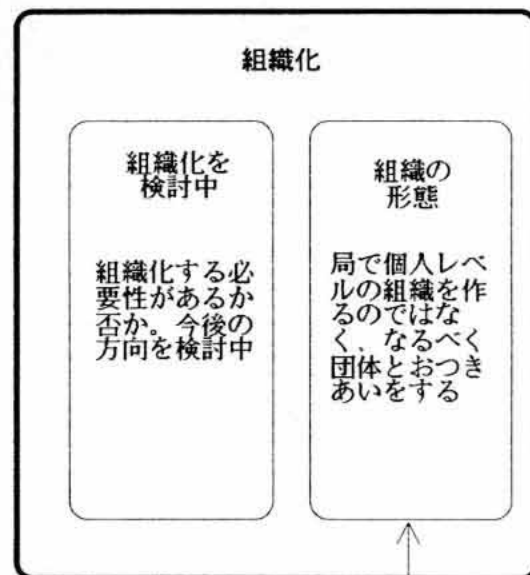 組織化
組織化を
検討中
組織化する必
要性があるか
否か。今後の
方向を検討中
組織の
形態
局で個人レベ
ルの組織を作
るのではな
く、なるべく
団体とおつき
あいをする